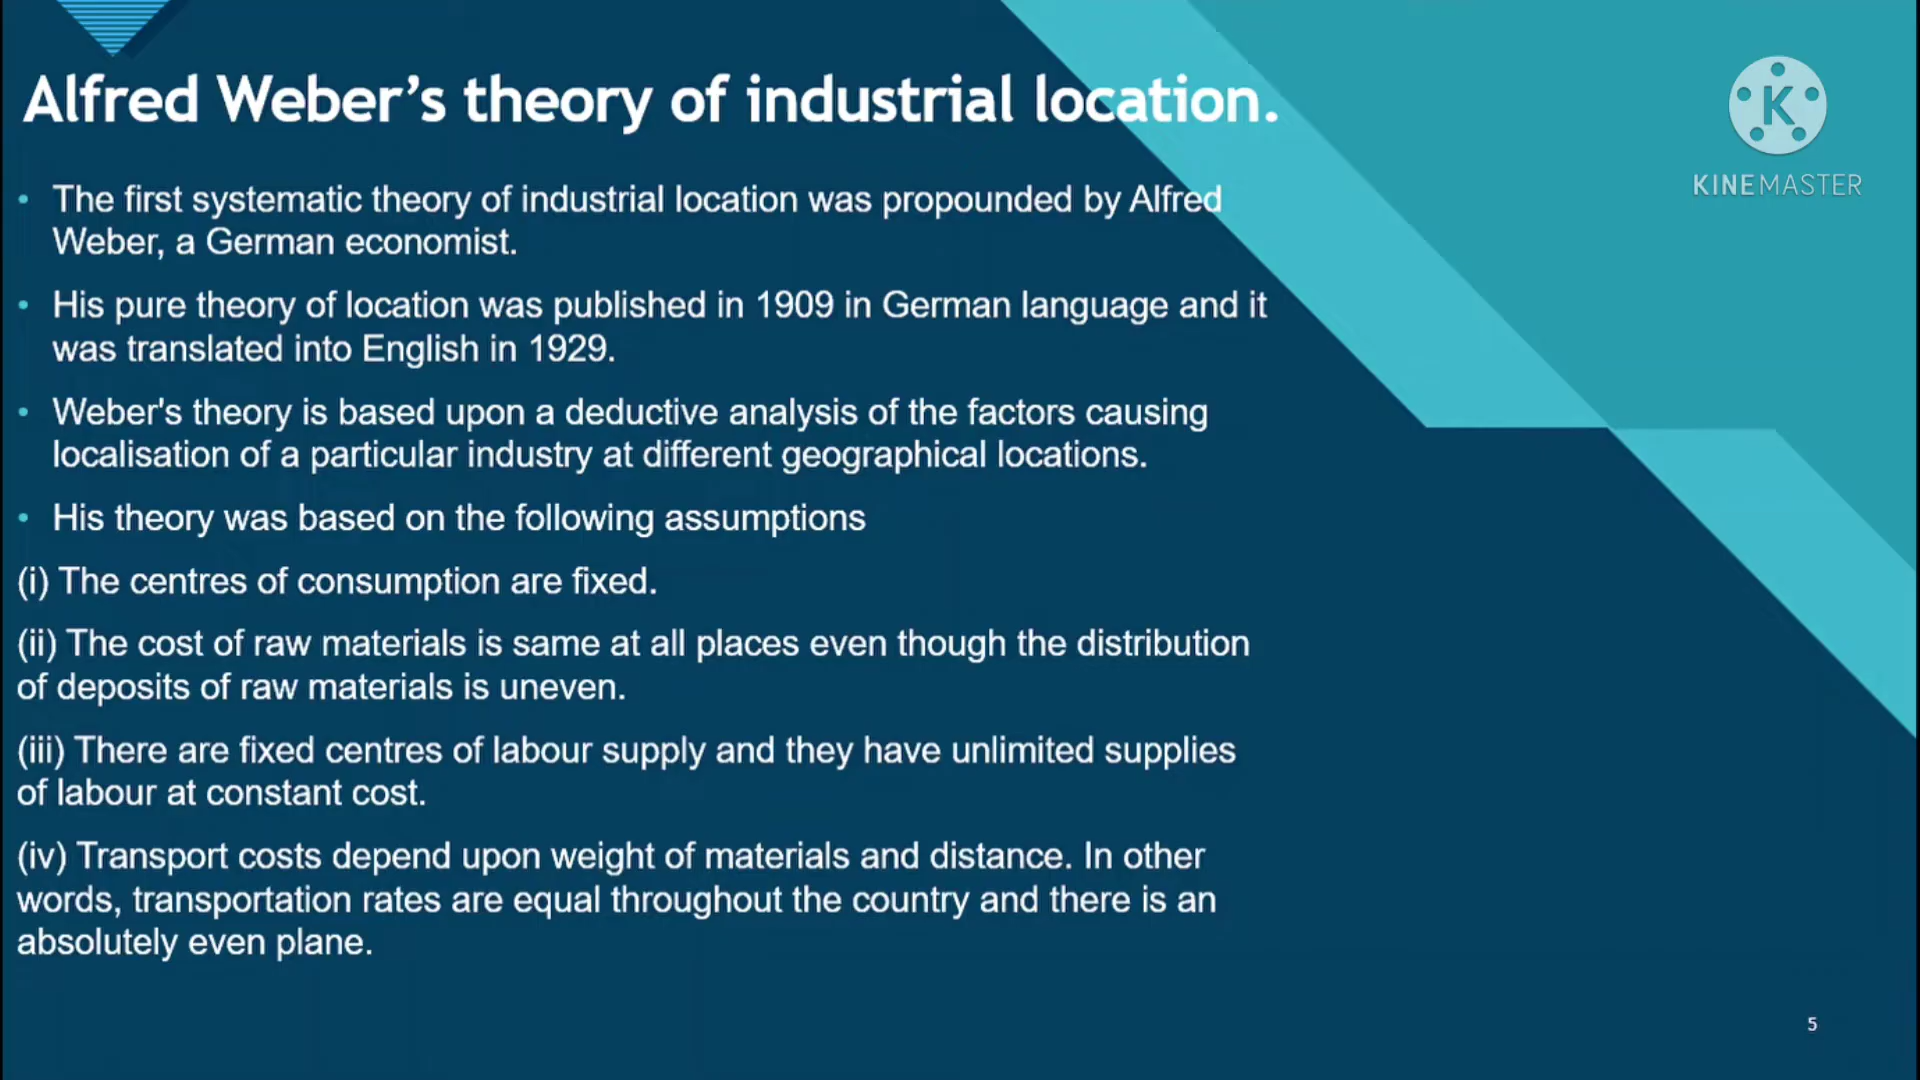 Alfred Weber’s theory of industrial location.
K
KINEMASTER
• The first systematic theory of industrial location was propounded by Alfred
Weber, a German economist.
• His pure theory of location was published in 1909 in German language and it
was translated into English in 1929.
• Weber's theory is based upon a deductive analysis of the factors causing
localisation of a particular industry at different geographical locations.
• His theory was based on the following assumptions
(i) The centres of consumption are fixed.
(ii) The cost of raw materials is same at all places even though the distribution
of deposits of raw materials is uneven.
(iii) There are fixed centres of labour supply and they have unlimited supplies
of labour at constant cost.
(iv) Transport costs depend upon weight of materials and distance. In other
words, transportation rates are equal throughout the country and there is an
absolutely even plane.
5